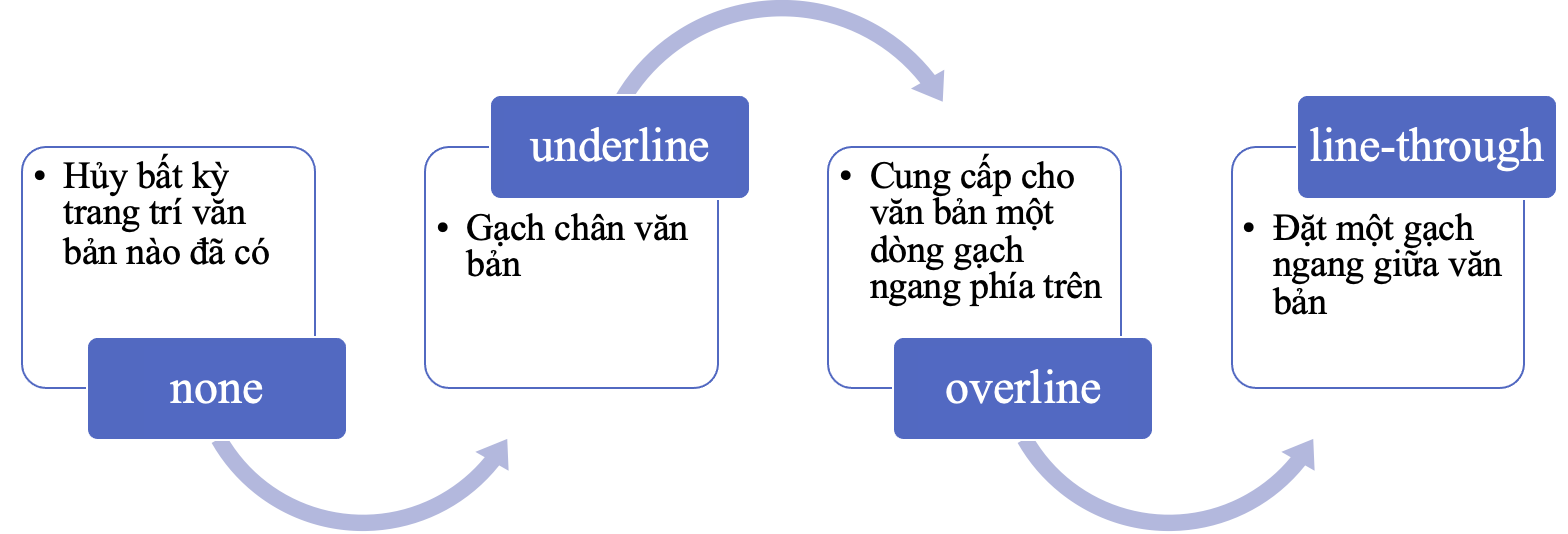 • Hủy bất kỳ
trang trí văn
bản nào đã có
none
underline
• Gạch chân văn
bản
• Cung cấp cho
văn bản một
dòng gạch
ngang phía trên
overline
line-through
• Đặt một gạch
ngang giữa văn
bản